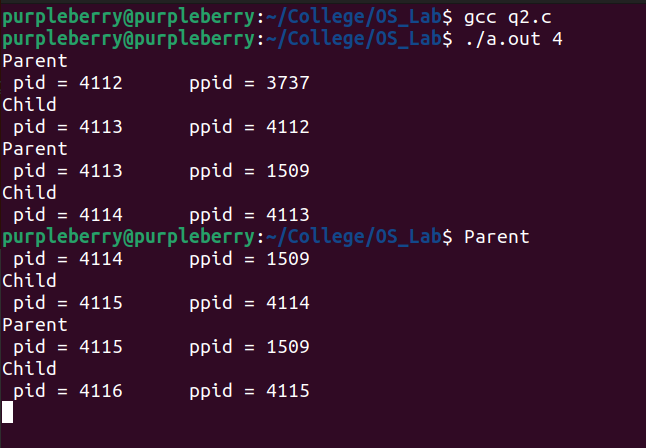 purpleberry@purpleberry:~/College/OS_Lab$ gcc q2.c
purpleberry@purpleberry:~/College/OS_Lab$ ./a.out 4
Parent
 pid = 4112      ppid = 3737
Child
 pid = 4113      ppid = 4112
Parent
 pid = 4113      ppid = 1509
Child
 pid = 4114      ppid = 4113
purpleberry@purpleberry:~/College/OS_Lab$ Parent
 pid = 4114      ppid = 1509
Child
 pid = 4115      ppid = 4114
Parent
 pid = 4115      ppid = 1509
Child
 pid = 4116      ppid = 4115